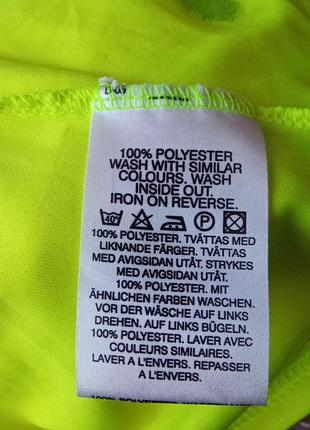 100% POLYESTER
WASH WITH SIMILAR
COLOURS. WASH
INSIDE OUT.
IRON ON REVERSE.
40° P
100% POLYESTER. TVÄTTAS MED
LIKNANDE FÄRGER. TVÄTTAS
MED AVIGSIDAN UTÅT. STRYKES
MED AVIGSIDAN UTÅT.
100% POLYESTER. MIT
ÄHNLICHEN FARBEN WASCHEN.
VOR DER WÄSCHE AUF LINKS
DREHEN. AUF LINKS BÜGELN.
100% POLYESTER. LAVER AVEC
COULEURS SIMILAIRES.
LAVER A L'ENVERS. REPASSER
A L'ENVERS.